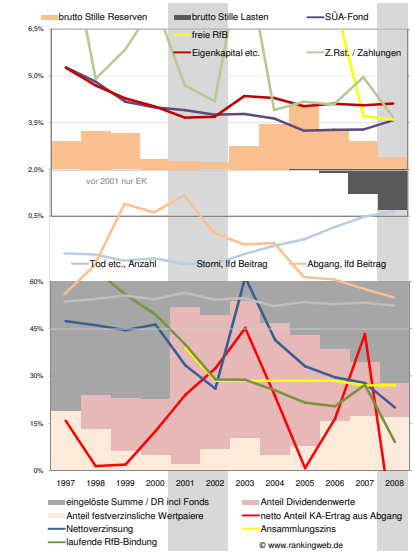 brutto Stille Reserven
brutto Stille Lasten
SÜA-Fond
freie RfB
6,5%
Eigenkapital etc.
Z.Rst. / Zahlungen
5,0%
3,5%
2,0%
vor 2001 nur EK
0,5%
Tod etc., Anzahl
Storni, lfd Beitrag
Abgang, lfd Beitrag
60%
45%
30%
15%
0%
1997 1998 1999 2000 2001 2002 2003 2004 2005 2006 2007 2008
eingelöste Summe / DR incl Fonds
Anteil Dividendenwerte
Anteil festverzinsliche Wertpaiere
netto Anteil KA-Ertrag aus Abgang
Nettoverzinsung
Ansammlungszins
laufende RfB-Bindung
© www.rankingweb.de